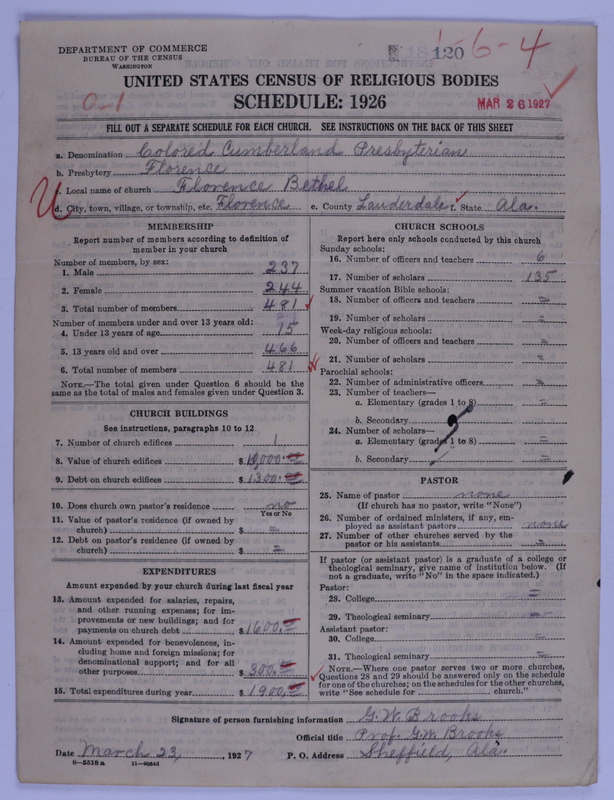 DEPARTMENT OF COMMERCE
BUREAU OF THE CENSUS
WASHINGTON
120
1-6-4
UNITED STATES CENSUS OF RELIGIOUS BODIES
SCHEDULE: 1926
0-1
MAR 26 1927
FILL OUT A SEPARATE SCHEDULE FOR EACH CHURCH. SEE INSTRUCTIONS ON THE BACK OF THIS SHEET
a. Denomination Colored Cumberland Presbyterian
b. Presbytery Florence
c. Local name of church Florence Bethel
d. City, town, village, or township, etc. Florence e. County Lauderdale f. State Ala.
U
MEMBERSHIP
Report number of members according to definition of
member in your church
Number of members, by sex:
1. Male 237
2. Female 244
3. Total number of members 481
Number of members under and over 13 years old:
4. Under 13 years of age 15
5. 13 years old and over 466
6. Total number of members 481
NOTE.—The total given under Question 6 should be the
same as the total of males and females given under Question 3.
CHURCH BUILDINGS
See instructions, paragraphs 10 to 12
7. Number of church edifices 1
8. Value of church edifices $10,000.00
9. Debt on church edifices $1300.00
10. Does church own pastor's residence no
Yes or No
11. Value of pastor's residence (if owned by
church) $ —
12. Debt on pastor's residence (if owned by
church) $ —
EXPENDITURES
Amount expended by your church during last fiscal year
13. Amount expended for salaries, repairs,
and other running expenses; for im-
provements or new buildings; and for
payments on church debt $1600.00
14. Amount expended for benevolences, in-
cluding home and foreign missions; for
denominational support; and for all
other purposes $300.00
15. Total expenditures during year $1900.00
CHURCH SCHOOLS
Report here only schools conducted by this church
Sunday schools:
16. Number of officers and teachers 6
17. Number of scholars 135
Summer vacation Bible schools:
18. Number of officers and teachers —
19. Number of scholars —
Week-day religious schools:
20. Number of officers and teachers —
21. Number of scholars —
Parochial schools:
22. Number of administrative officers —
23. Number of teachers—
a. Elementary (grades 1 to 8) —
b. Secondary —
24. Number of scholars—
a. Elementary (grades 1 to 8) —
b. Secondary —
PASTOR
25. Name of pastor none
(If church has no pastor, write "None")
26. Number of ordained ministers, if any, em-
ployed as assistant pastors none
27. Number of other churches served by the
pastor or his assistants —
If pastor (or assistant pastor) is a graduate of a college or
theological seminary, give name of institution below. (If
not a graduate, write "No" in the space indicated.)
Pastor:
28. College —
29. Theological seminary —
Assistant pastor:
30. College —
31. Theological seminary —
NOTE.—Where one pastor serves two or more churches,
Questions 28 and 29 should be answered only on the schedule
for one of the churches; on the schedules for the other churches,
write "See schedule for ........ church."
Signature of person furnishing information G.W. Brooks
Official title Prof. G.W. Brooks
Date March 23, 1927 P. O. Address Sheffield, Ala.
8-5518 a